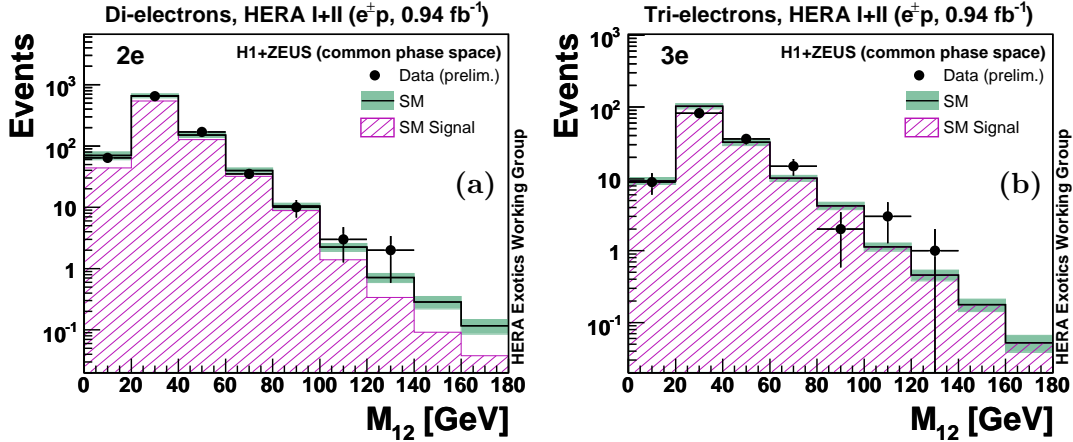 Di-electrons, HERA I+II (e±p, 0.94 fb-1)
Events
10³
10²
10
1
10-1
2e
H1+ZEUS (common phase space)
Data (prelim.)
SM
SM Signal
(a)
HERA Exotics Working Group
0 20 40 60 80 100 120 140 160 180
M12 [GeV]
Tri-electrons, HERA I+II (e±p, 0.94 fb-1)
Events
10³
10²
10
1
10-1
3e
H1+ZEUS (common phase space)
Data (prelim.)
SM
SM Signal
(b)
HERA Exotics Working Group
0 20 40 60 80 100 120 140 160 180
M12 [GeV]